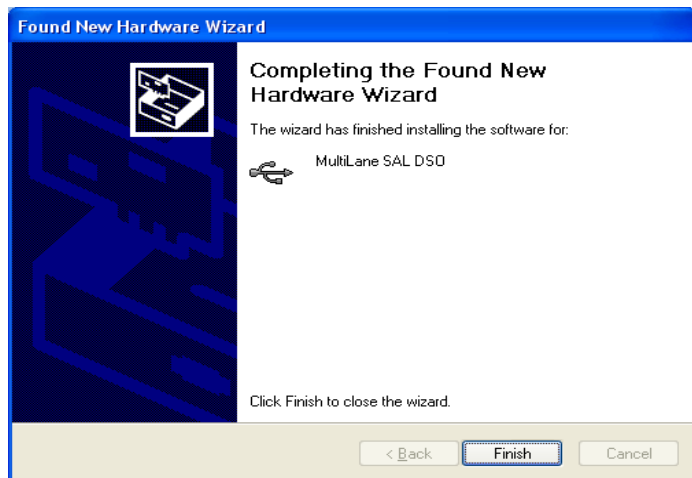 Found New Hardware Wizard
Completing the Found New
Hardware Wizard
The wizard has finished installing the software for:
MultiLane SAL DSO
Click Finish to close the wizard.
< Back
Finish
Cancel